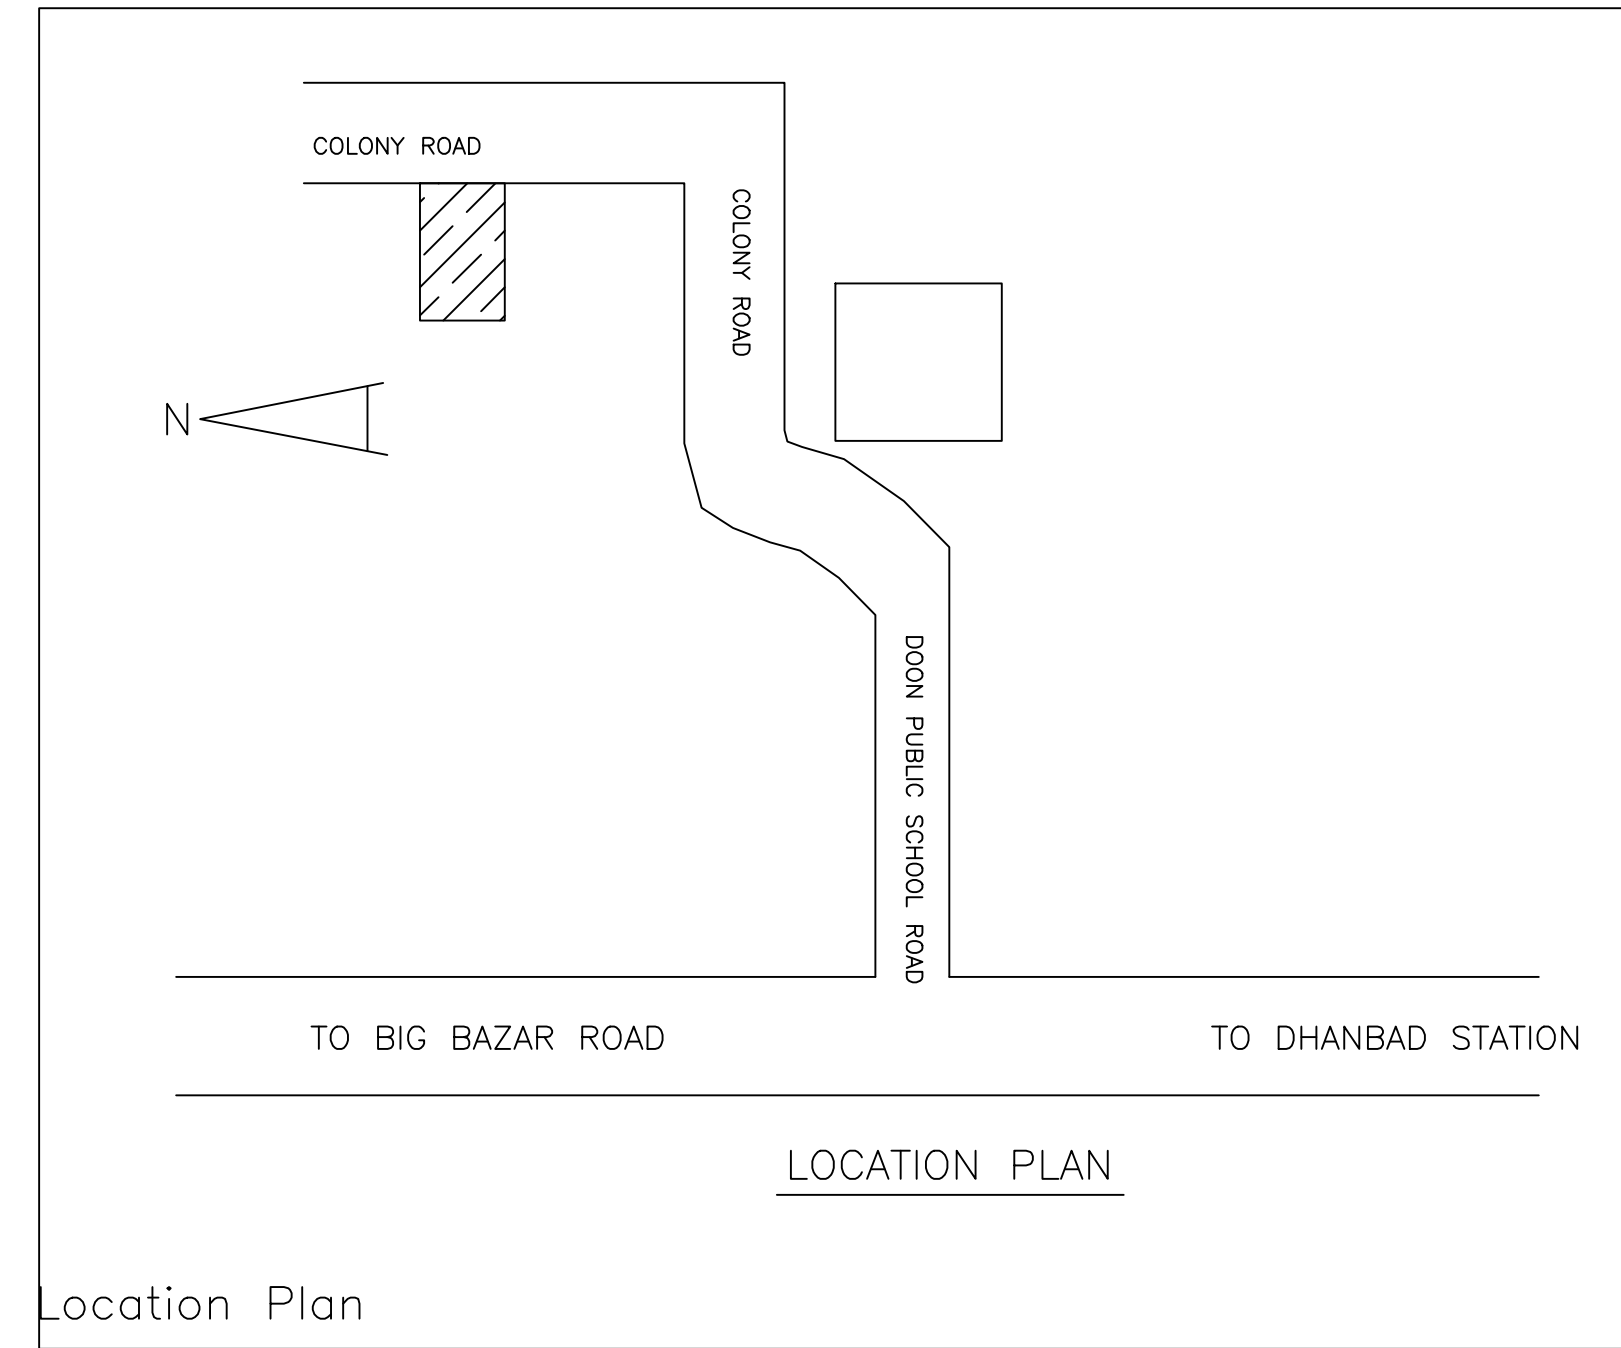 COLONY ROAD
COLONY ROAD
N
DOON PUBLIC SCHOOL ROAD
TO BIG BAZAR ROAD
TO DHANBAD STATION
LOCATION PLAN
Location Plan